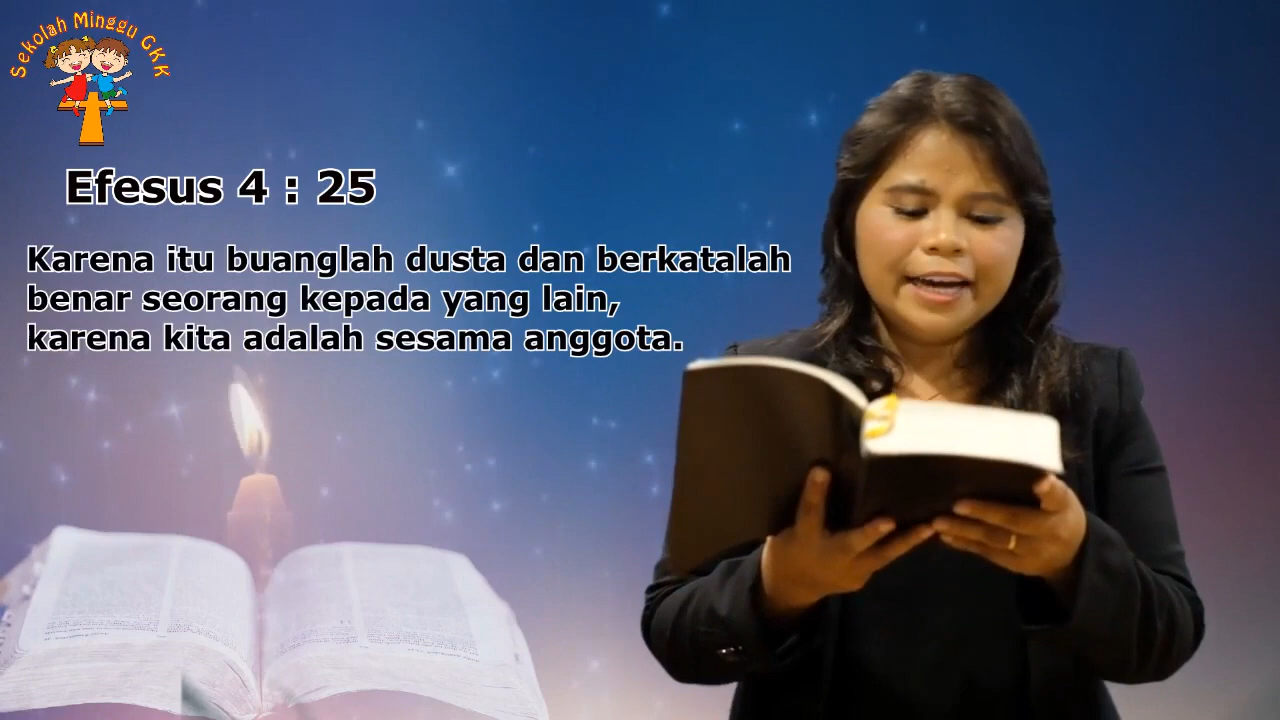 Sekolah Minggu GKK
Efesus 4 : 25
Karena itu buanglah dusta dan berkatalah
benar seorang kepada yang lain,
karena kita adalah sesama anggota.